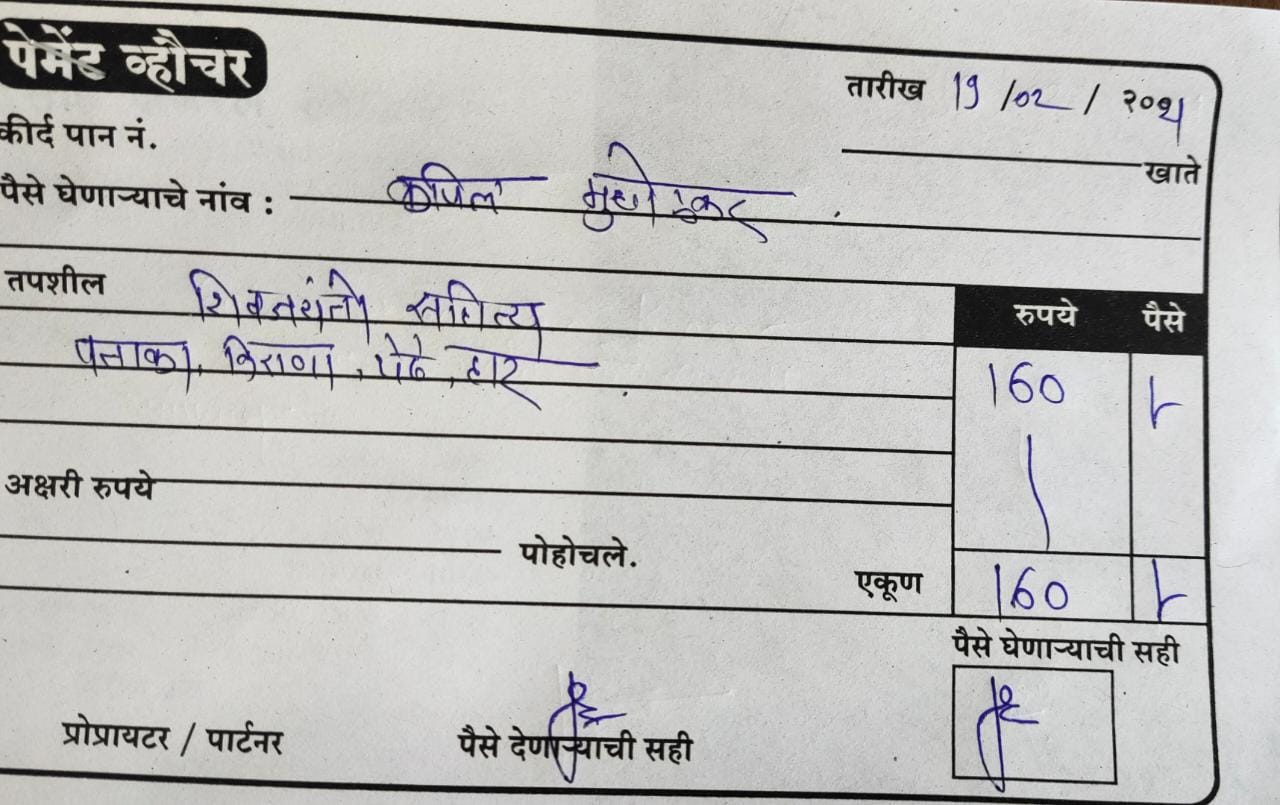 पेमेंट व्हौचर
तारीख 19 /02 / २०२१
कीर्द पान नं.
खाते
पैसे घेणाऱ्याचे नांव : कपिल
तपशील शिवजयंती साहित्य
रुपये पैसे
पताका, किराणा, पेढे, हार
160
अक्षरी रुपये
पोहोचले.
एकूण 160
पैसे घेणाऱ्याची सही
प्रोप्रायटर / पार्टनर पैसे देणाऱ्याची सही